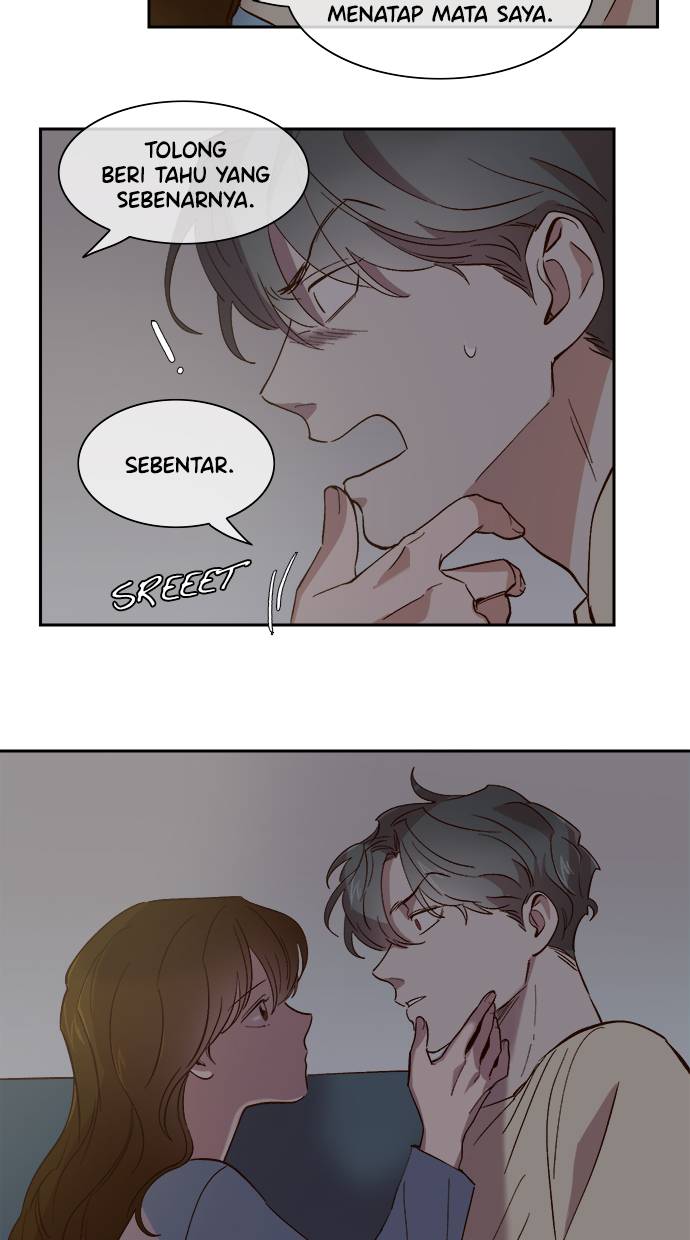 MENATAP MATA SAYA.
TOLONG
BERI TAHU YANG
SEBENARNYA.
!
SEBENTAR.
SREEET